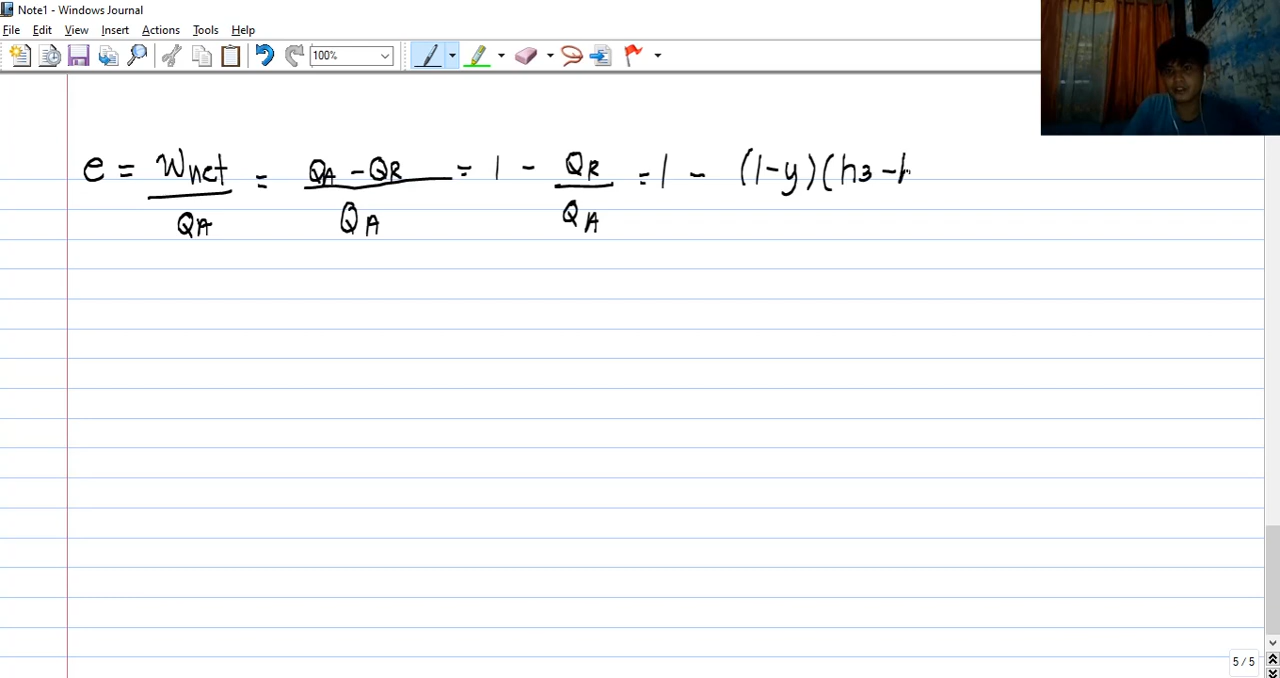 Note1 - Windows Journal
File Edit View Insert Actions Tools Help
100%
e = Wnet / QA = QA - QR / QA = 1 - QR / QA = 1 - (1-y)(h3 -
5 / 5